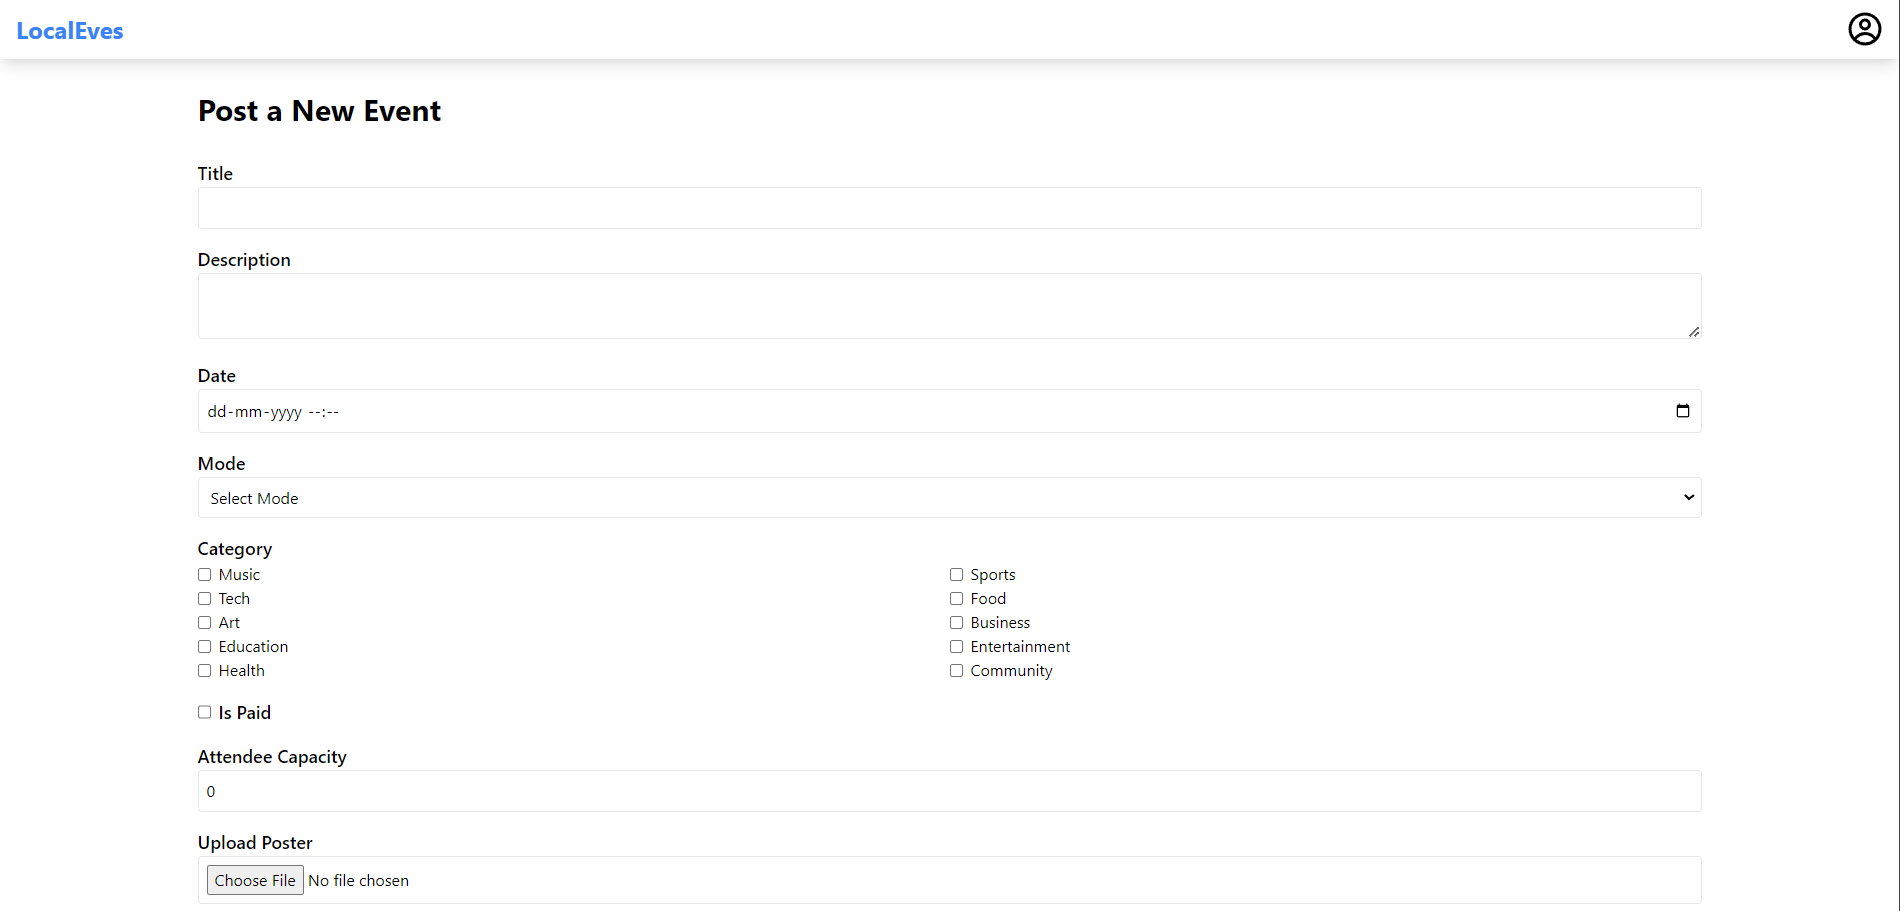 LocalEves
Post a New Event
Title
Description
Date
dd-mm-yyyy --:--
Mode
Select Mode
Category
Music
Sports
Tech
Food
Art
Business
Education
Entertainment
Health
Community
Is Paid
Attendee Capacity
0
Upload Poster
Choose File No file chosen